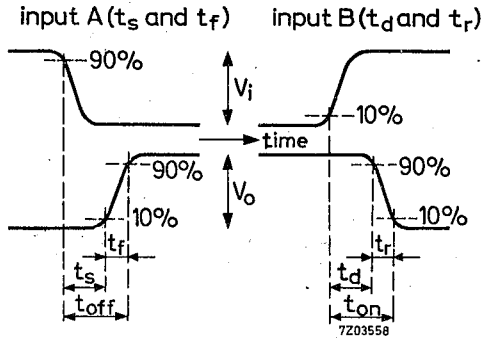 input A (ts and tf)
input B (td and tr)
90%
Vi
10%
time
90%
Vo
90%
10%
10%
tf
tr
ts
td
toff
ton
7Z03558